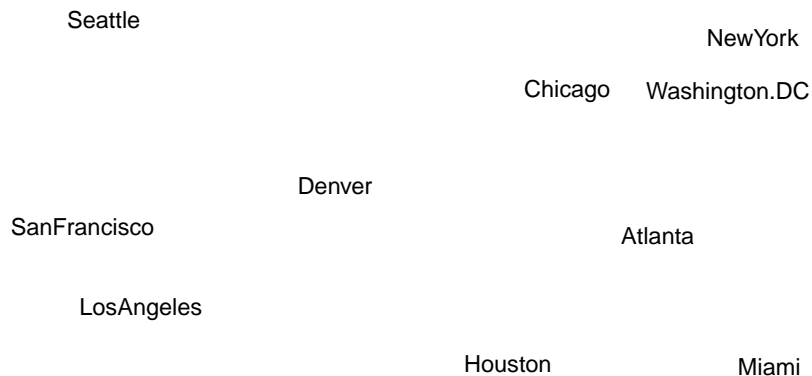 Seattle
NewYork
Chicago
Washington.DC
Denver
SanFrancisco
Atlanta
LosAngeles
Houston
Miami